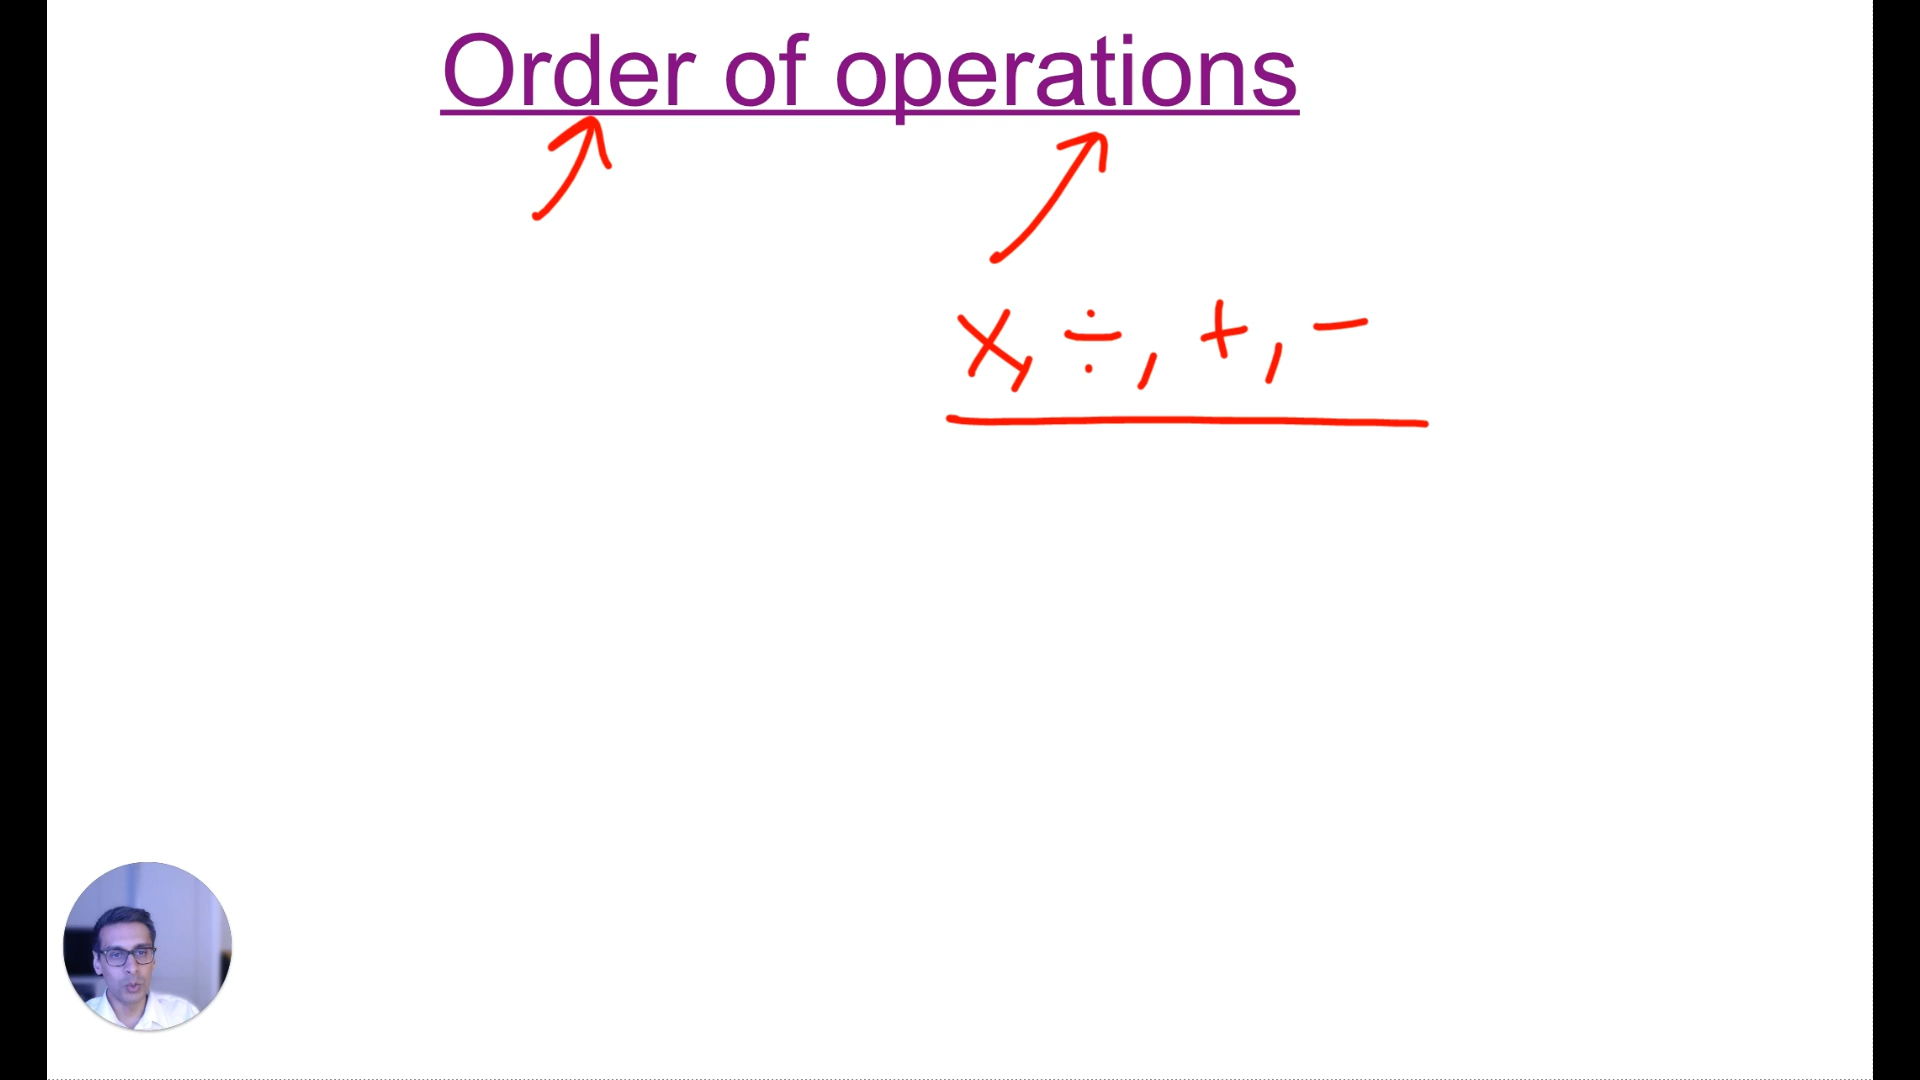 Order of operations
×, ÷, +, −